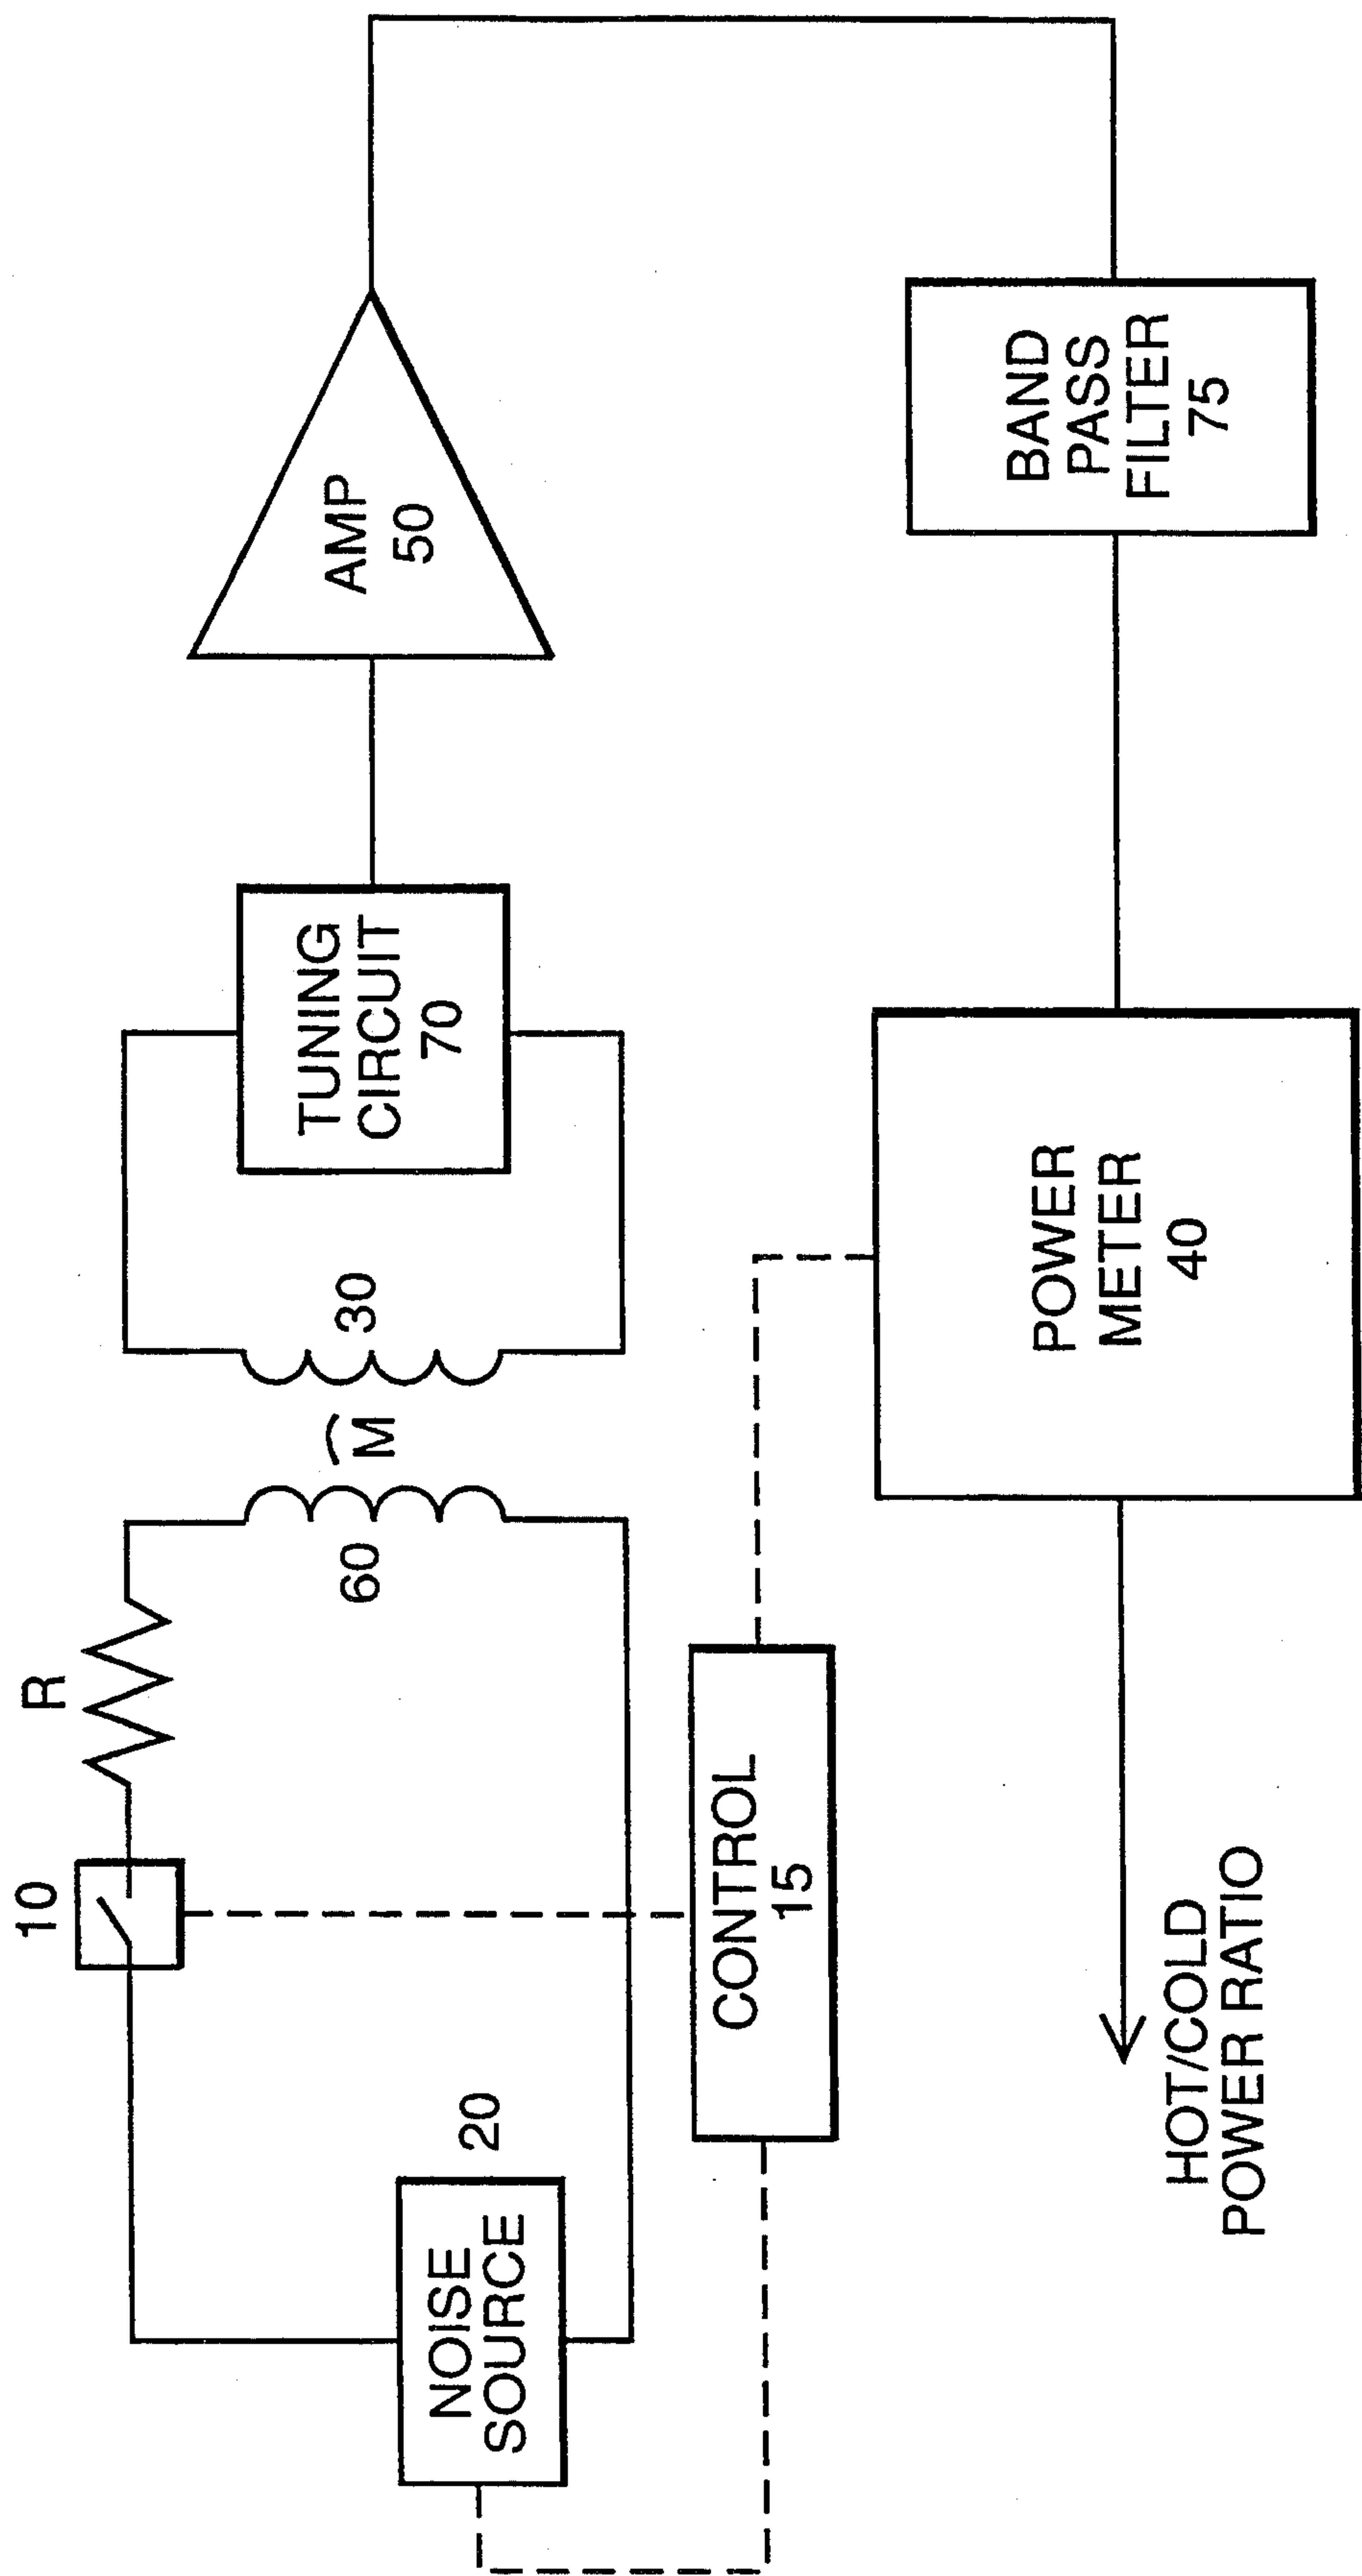 10
R
NOISE
SOURCE
20
60
M
30
TUNING
CIRCUIT
70
AMP
50
CONTROL
15
HOT/COLD
POWER RATIO
POWER
METER
40
BAND
PASS
FILTER
75